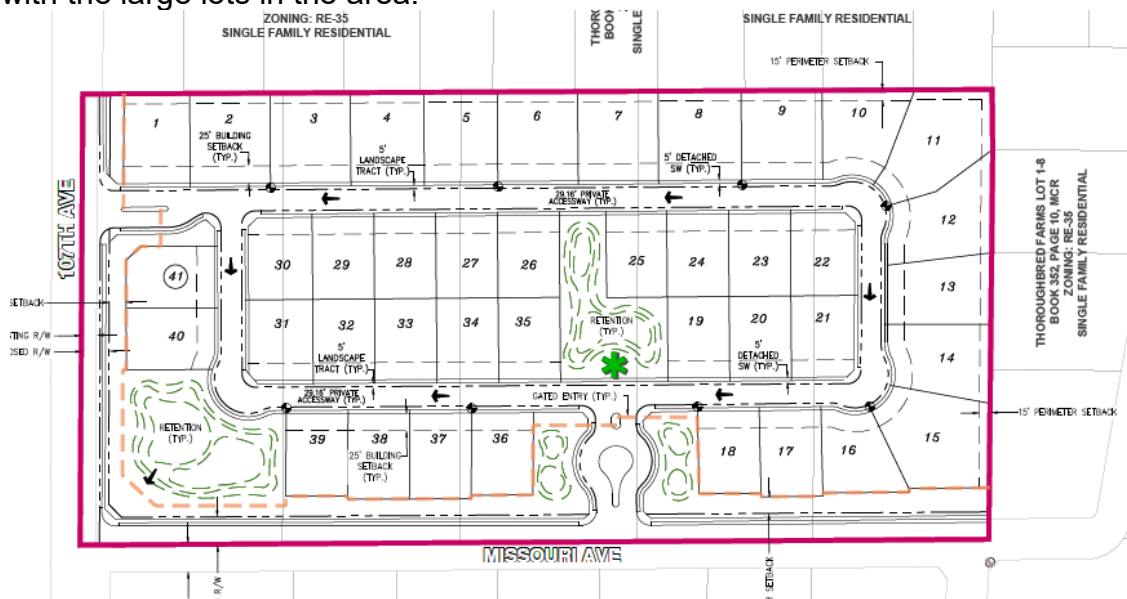 with the large lots in the area.
ZONING: RE-35
SINGLE FAMILY RESIDENTIAL
BOOK
SINGLE
SINGLE FAMILY RESIDENTIAL
15' PERIMETER SETBACK
1
2
3
4
5
6
7
8
9
10
11
25' BUILDING
SETBACK
(TYP.)
5'
LANDSCAPE
TRACT (TYP.)
5' DETACHED
SW (TYP.)
29.16' PRIVATE
ACCESSWAY (TYP.)
107TH AVE
12
13
14
15
THOROUGHBRED FARMS LOT 1-8
BOOK 352, PAGE 10, MCR
ZONING: RE-35
SINGLE FAMILY RESIDENTIAL
30
29
28
27
26
25
24
23
22
41
SETBACK
31
32
33
34
35
RETENTION
(TYP.)
19
20
21
40
R/W
R/W
5'
LANDSCAPE
TRACT (TYP.)
5'
DETACHED
SW (TYP.)
29.16' PRIVATE
ACCESSWAY (TYP.)
GATED ENTRY (TYP.)
15' PERIMETER SETBACK
RETENTION
(TYP.)
39
38
37
36
18
17
16
25' BUILDING
SETBACK
(TYP.)
MISSOURI AVE
R/W
SETBACK